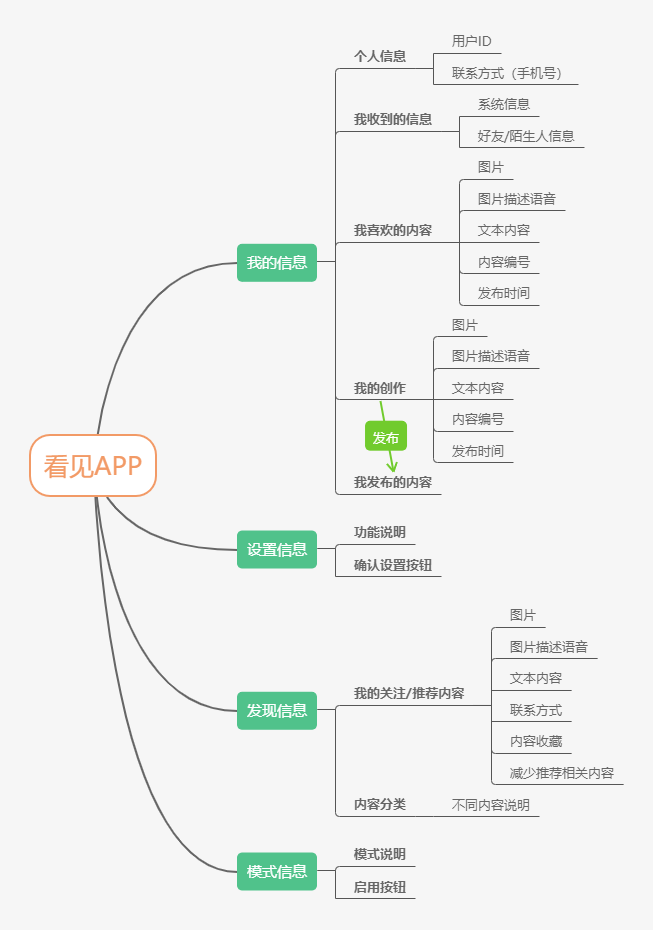 看见APP
我的信息
个人信息
用户ID
联系方式（手机号）
我收到的信息
系统信息
好友/陌生人信息
我喜欢的内容
图片
图片描述语音
文本内容
内容编号
发布时间
我的创作
图片
图片描述语音
文本内容
内容编号
发布时间
发布
我发布的内容
设置信息
功能说明
确认设置按钮
发现信息
我的关注/推荐内容
图片
图片描述语音
文本内容
联系方式
内容收藏
减少推荐相关内容
内容分类
不同内容说明
模式信息
模式说明
启用按钮